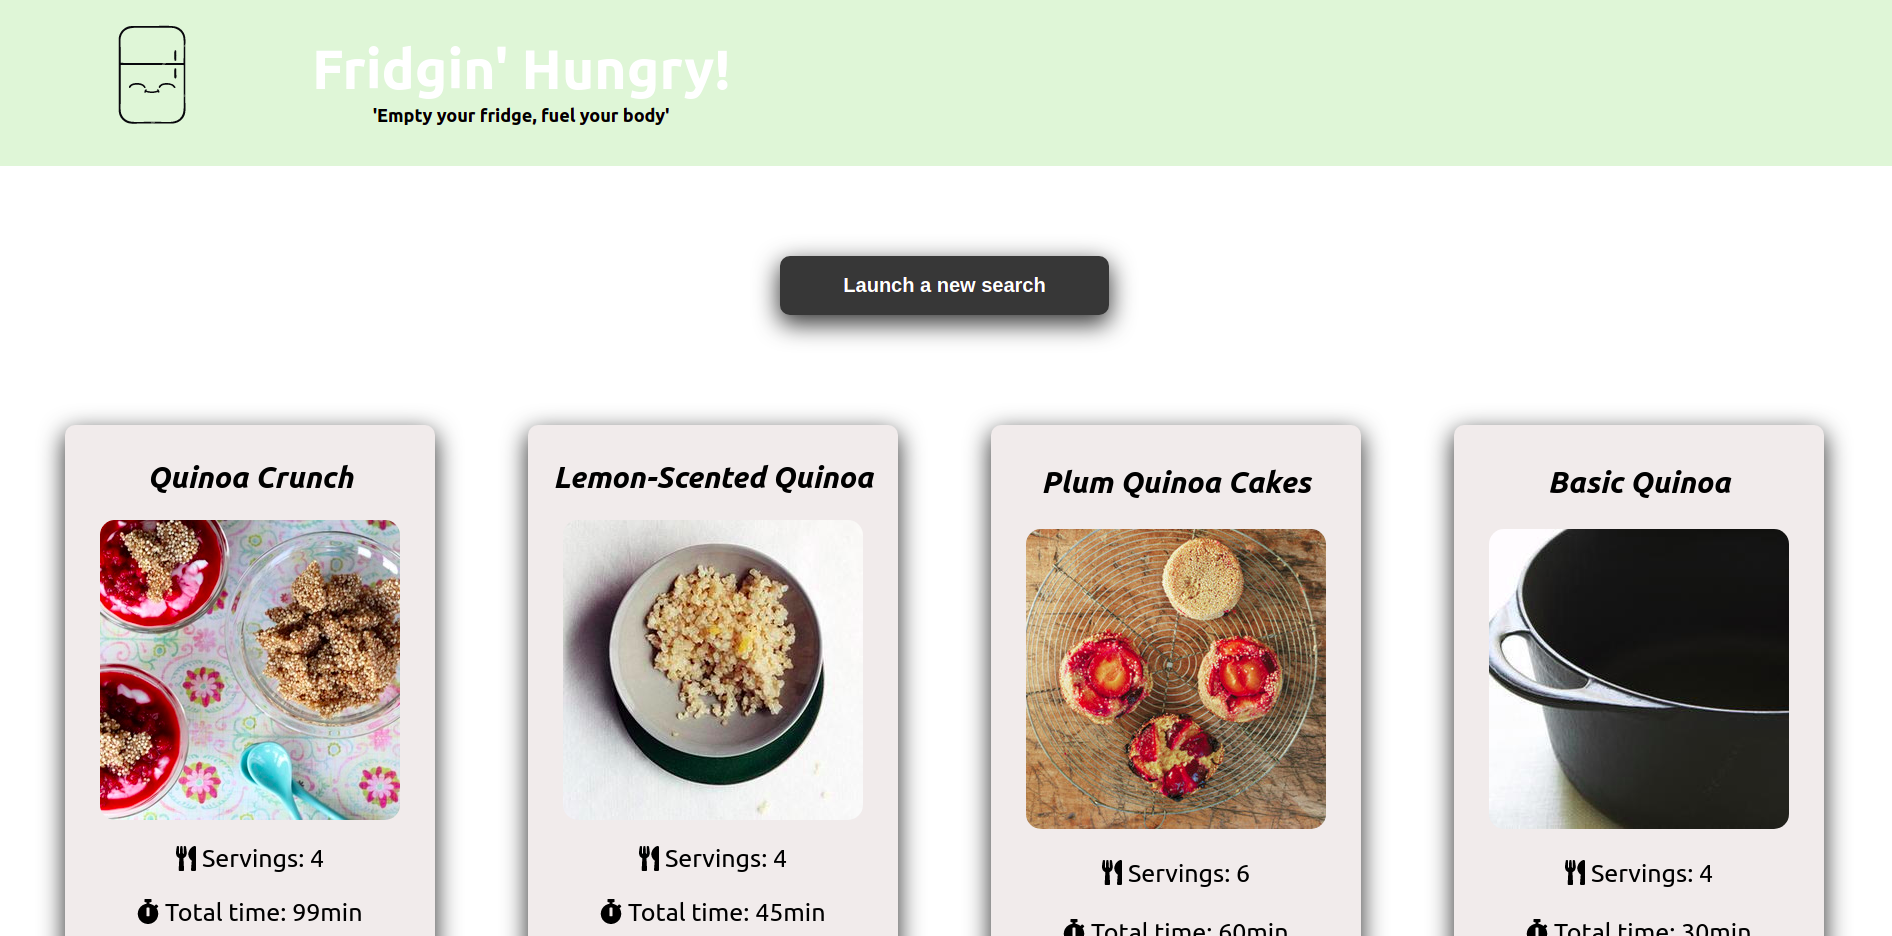 Fridgin' Hungry!
'Empty your fridge, fuel your body'
Launch a new search
Quinoa Crunch
Servings: 4
Total time: 99min
Lemon-Scented Quinoa
Servings: 4
Total time: 45min
Plum Quinoa Cakes
Servings: 6
Total time: 60min
Basic Quinoa
Servings: 4
Total time: 30min